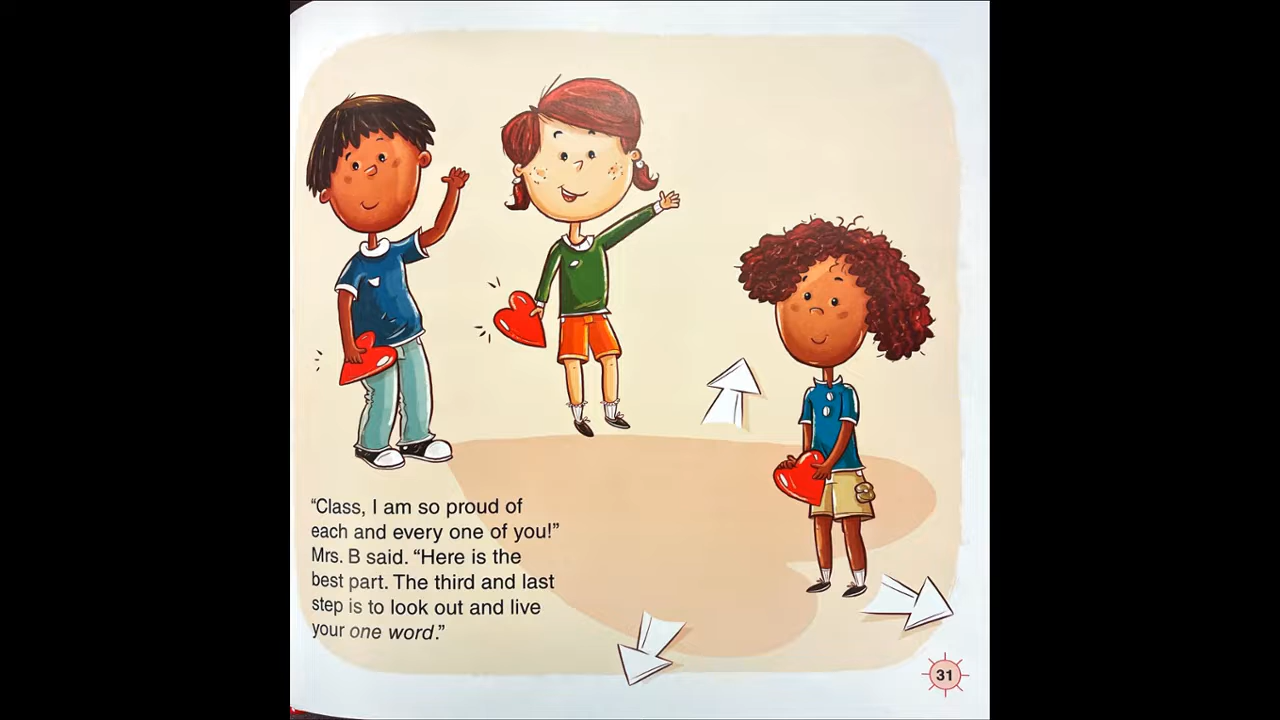 “Class, I am so proud of
each and every one of you!”
Mrs. B said. “Here is the
best part. The third and last
step is to look out and live
your one word.”
31